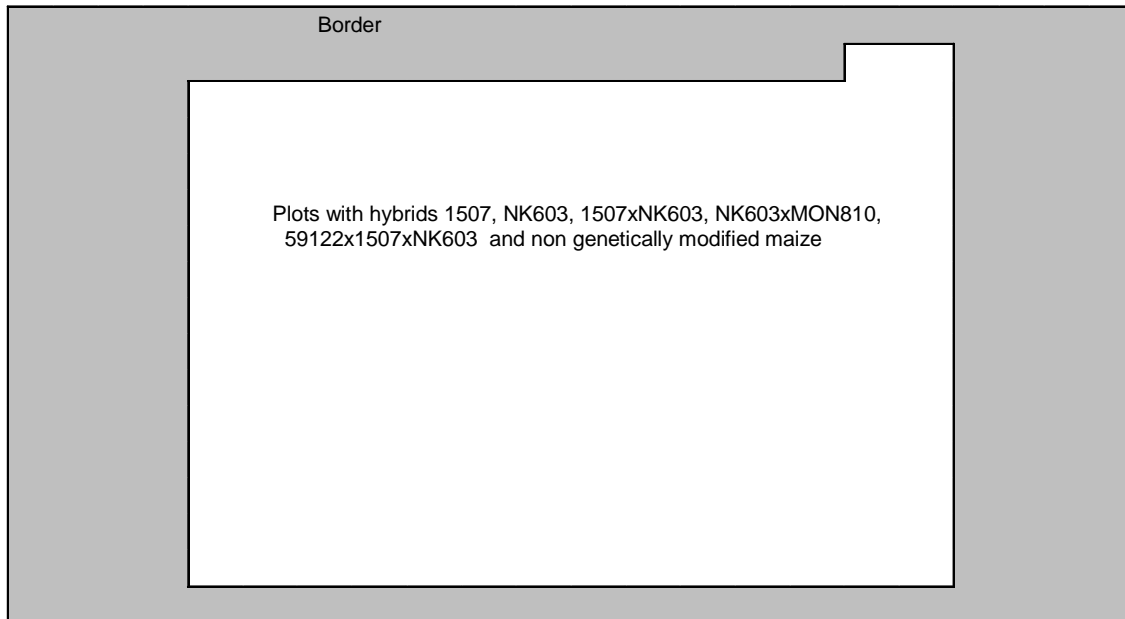 Border
Plots with hybrids 1507, NK603, 1507xNK603, NK603xMON810,
59122x1507xNK603 and non genetically modified maize